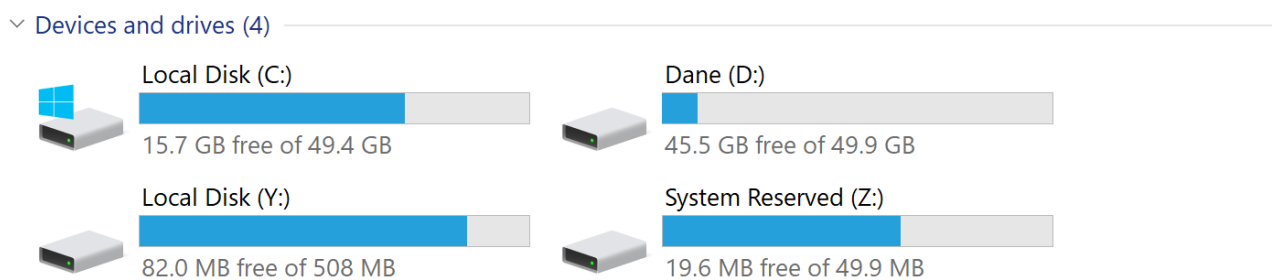 Devices and drives (4)
Local Disk (C:)
15.7 GB free of 49.4 GB
Dane (D:)
45.5 GB free of 49.9 GB
Local Disk (Y:)
82.0 MB free of 508 MB
System Reserved (Z:)
19.6 MB free of 49.9 MB